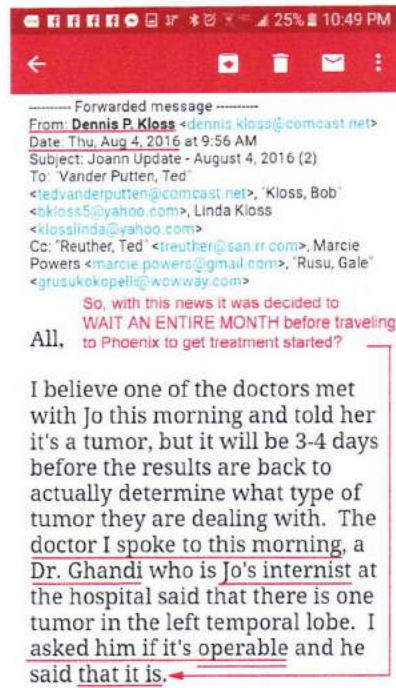 25% 10:49 PM
---------- Forwarded message ----------
From: Dennis P. Kloss <dennis.kloss@comcast.net>
Date: Thu, Aug 4, 2016 at 9:56 AM
Subject: Joann Update - August 4, 2016 (2)
To: "Vander Putten, Ted"
<tedvanderputten@comcast.net>, "Kloss, Bob"
<bkloss5@yahoo.com>, Linda Kloss
<klosslinda@yahoo.com>
Cc: "Reuther, Ted" <treuther@san.rr.com>, Marcie
Powers <marcie.powers@gmail.com>, "Rusu, Gale"
<grusukokopelli@wowway.com>
So, with this news it was decided to
WAIT AN ENTIRE MONTH before traveling
to Phoenix to get treatment started?
All,
I believe one of the doctors met
with Jo this morning and told her
it's a tumor, but it will be 3-4 days
before the results are back to
actually determine what type of
tumor they are dealing with. The
doctor I spoke to this morning, a
Dr. Ghandi who is Jo's internist at
the hospital said that there is one
tumor in the left temporal lobe. I
asked him if it's operable and he
said that it is.